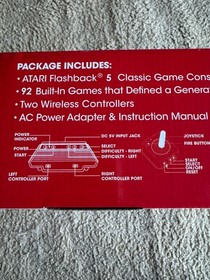 PACKAGE INCLUDES:
• ATARI Flashback® 5 Classic Game Cons
• 92 Built-In Games that Defined a Genera
• Two Wireless Controllers
• AC Power Adapter & Instruction Manual
POWER INDICATOR
POWER
START
DC 5V INPUT JACK
SELECT
DIFFICULTY - RIGHT
DIFFICULTY - LEFT
LEFT CONTROLLER PORT
RIGHT CONTROLLER PORT
JOYSTICK
FIRE BUTTON
START
SELECT
ON/OFF
RESET